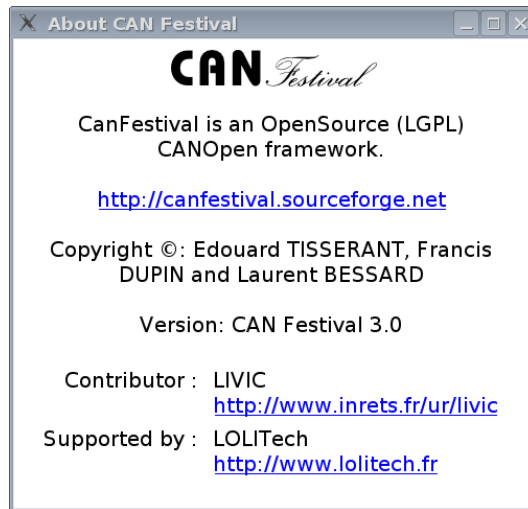 About CAN Festival
CAN Festival
CanFestival is an OpenSource (LGPL)
CANOpen framework.
http://canfestival.sourceforge.net
Copyright ©: Edouard TISSERANT, Francis
DUPIN and Laurent BESSARD
Version: CAN Festival 3.0
Contributor : LIVIC
http://www.inrets.fr/ur/livic
Supported by : LOLITech
http://www.lolitech.fr